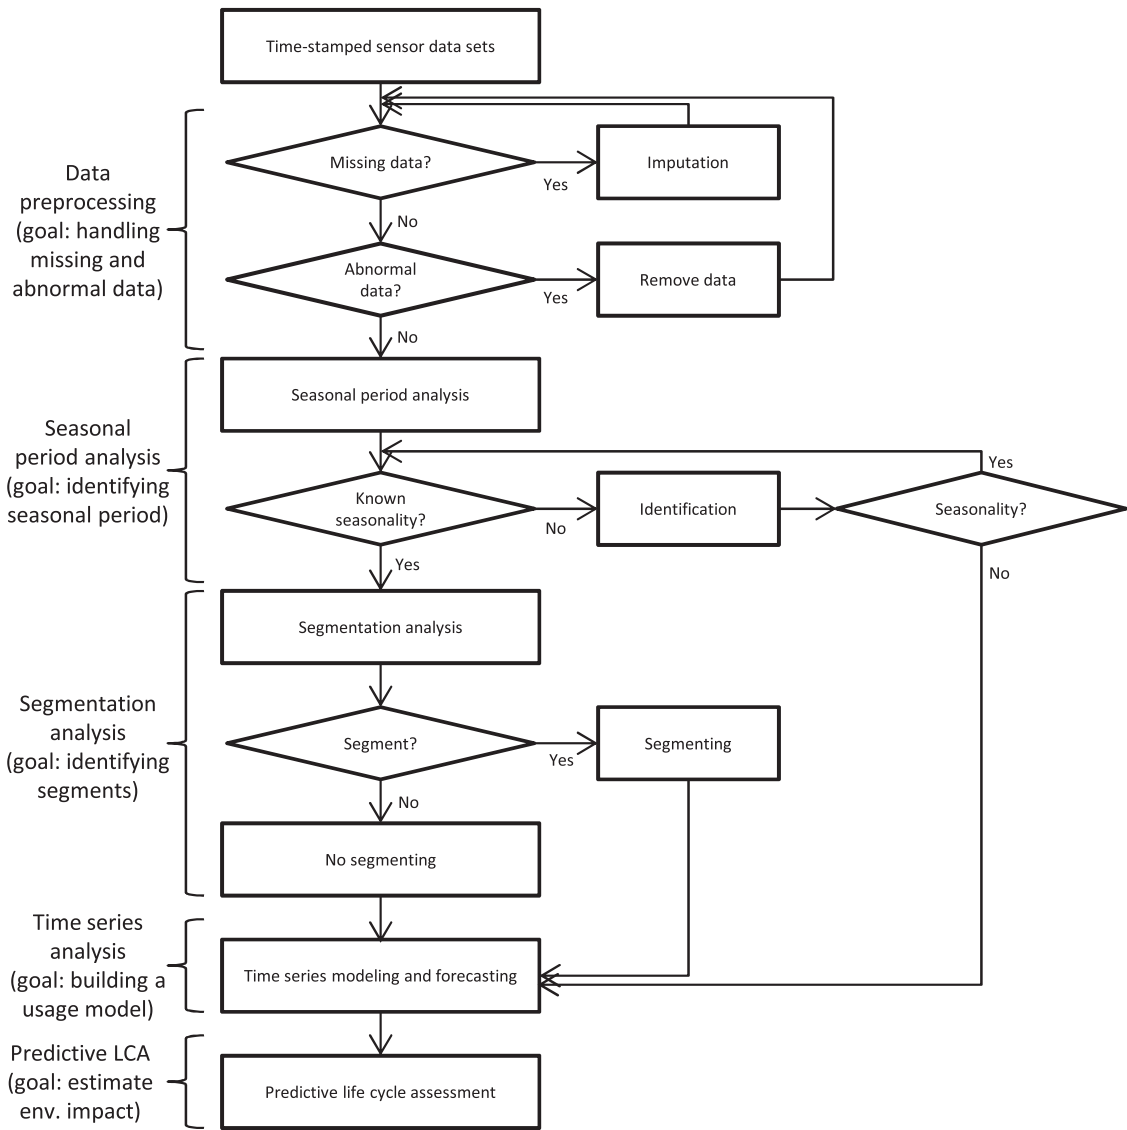 Time-stamped sensor data sets
Data
preprocessing
(goal: handling
missing and
abnormal data)
Missing data?
Yes
Imputation
No
Abnormal
data?
Yes
Remove data
No
Seasonal
period analysis
(goal: identifying
seasonal period)
Seasonal period analysis
Known
seasonality?
No
Identification
Seasonality?
Yes
No
Yes
Segmentation
analysis
(goal: identifying
segments)
Segmentation analysis
Segment?
Yes
Segmenting
No
No segmenting
Time series
analysis
(goal: building a
usage model)
Time series modeling and forecasting
Predictive LCA
(goal: estimate
env. impact)
Predictive life cycle assessment